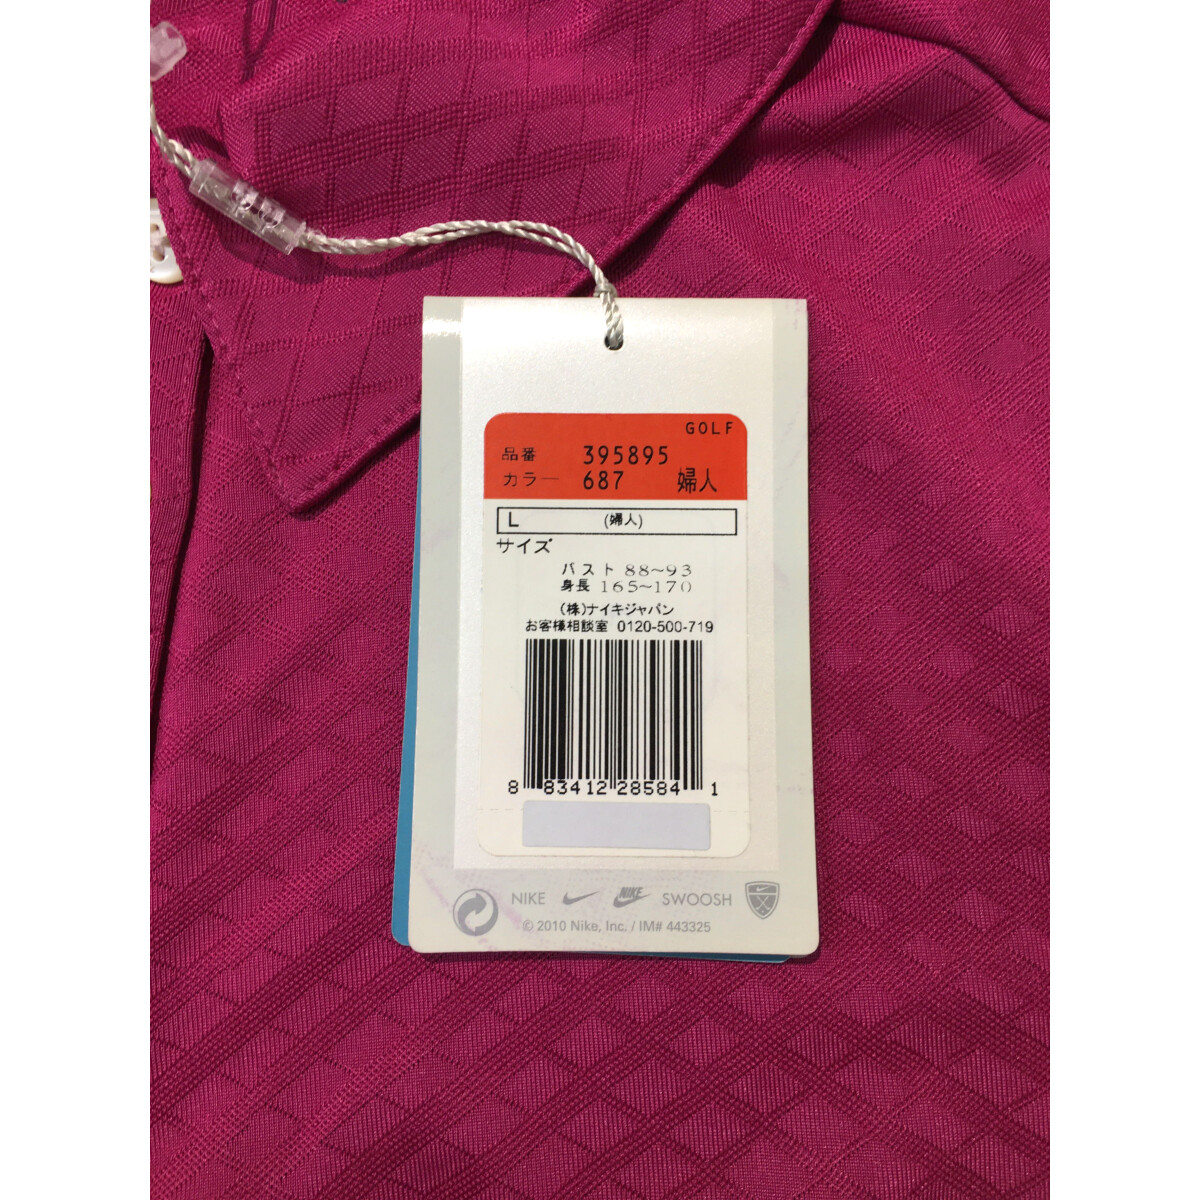 GOLF
品番 395895
カラー 687 婦人
L (婦人)
サイズ
バスト 88~93
身長 165~170
(株)ナイキジャパン
お客様相談室 0120-500-719
8 83412 28584 1
NIKE NIKE SWOOSH
© 2010 Nike, Inc. / IM# 443325